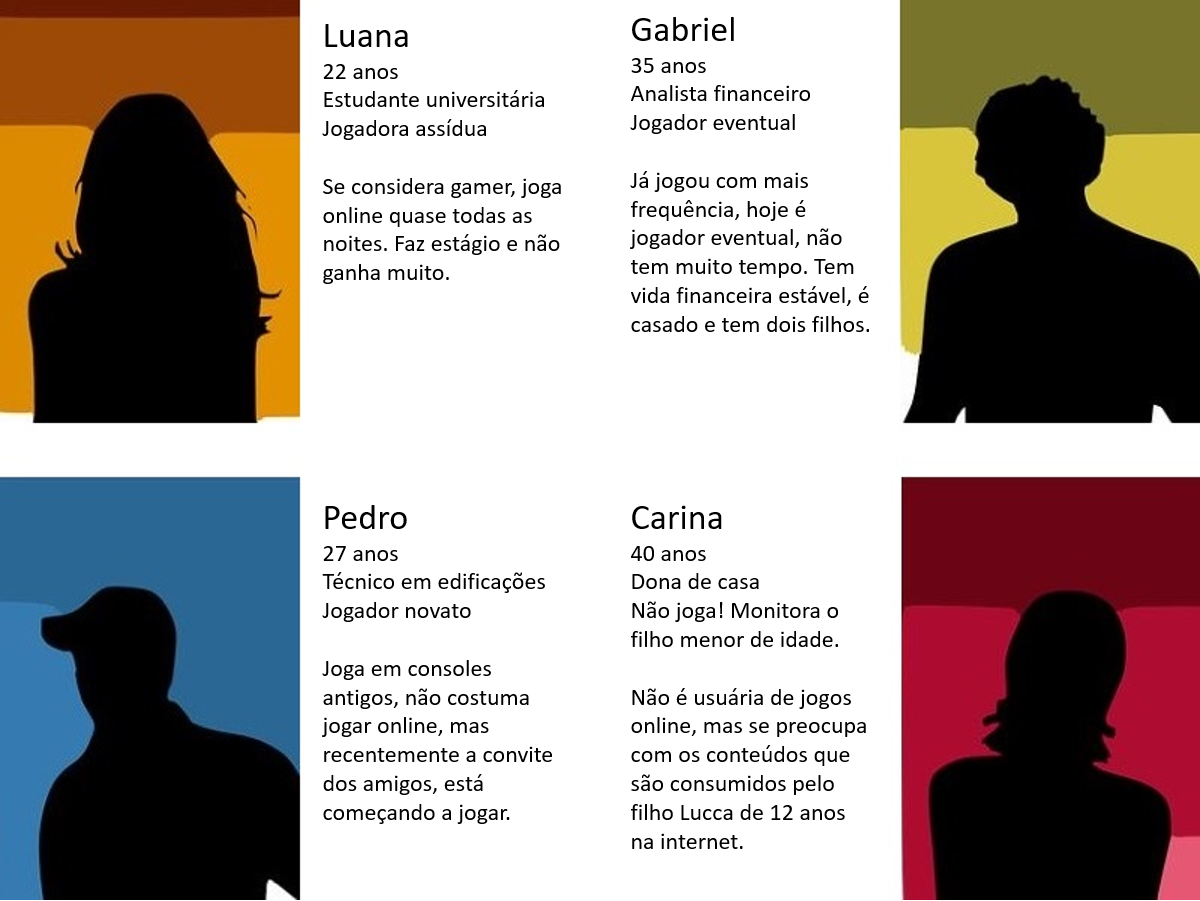 Luana
22 anos
Estudante universitária
Jogadora assídua
Se considera gamer, joga
online quase todas as
noites. Faz estágio e não
ganha muito.
Gabriel
35 anos
Analista financeiro
Jogador eventual
Já jogou com mais
frequência, hoje é
jogador eventual, não
tem muito tempo. Tem
vida financeira estável, é
casado e tem dois filhos.
Pedro
27 anos
Técnico em edificações
Jogador novato
Joga em consoles
antigos, não costuma
jogar online, mas
recentemente a convite
dos amigos, está
começando a jogar.
Carina
40 anos
Dona de casa
Não joga! Monitora o
filho menor de idade.
Não é usuária de jogos
online, mas se preocupa
com os conteúdos que
são consumidos pelo
filho Lucca de 12 anos
na internet.